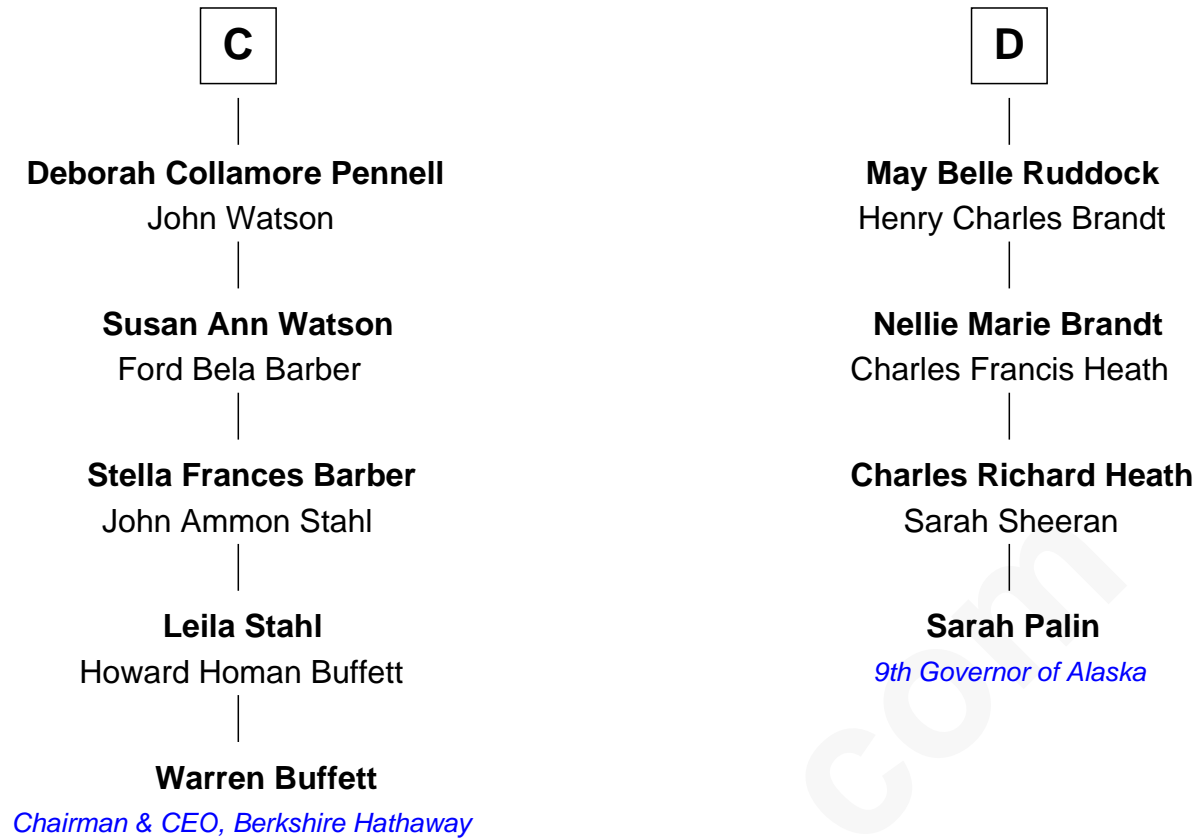 C
Deborah Collamore Pennell
John Watson
Susan Ann Watson
Ford Bela Barber
Stella Frances Barber
John Ammon Stahl
Leila Stahl
Howard Homan Buffett
Warren Buffett
Chairman & CEO, Berkshire Hathaway
D
May Belle Ruddock
Henry Charles Brandt
Nellie Marie Brandt
Charles Francis Heath
Charles Richard Heath
Sarah Sheeran
Sarah Palin
9th Governor of Alaska
com